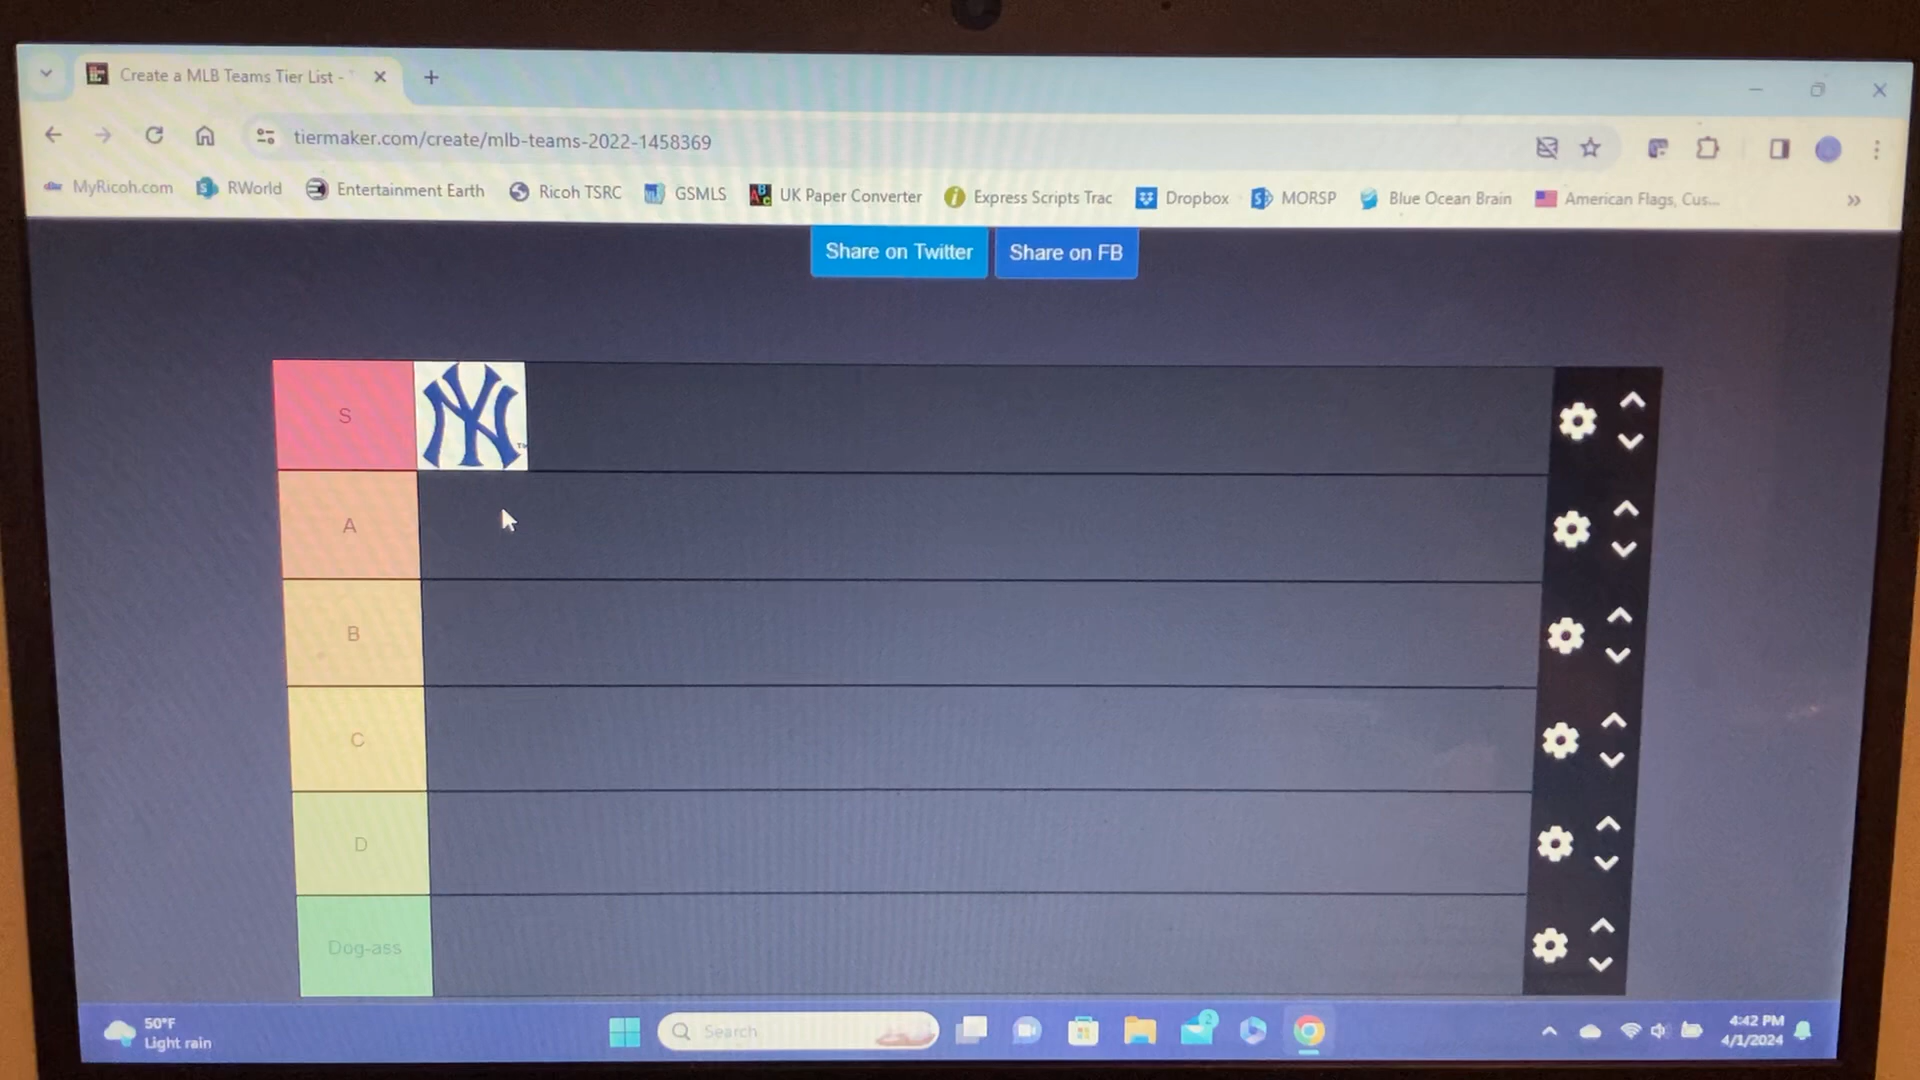 Create a MLB Teams Tier List -
tiermaker.com/create/mlb-teams-2022-1458369
MyRicoh.com RWorld Entertainment Earth Ricoh TSRC GSMLS UK Paper Converter Express Scripts Trac Dropbox MORSP Blue Ocean Brain American Flags, Cus...
Share on Twitter Share on FB
S NY
A
B
C
D
Dog-ass
50°F
Light rain
Search
2
4:42 PM
4/1/2024